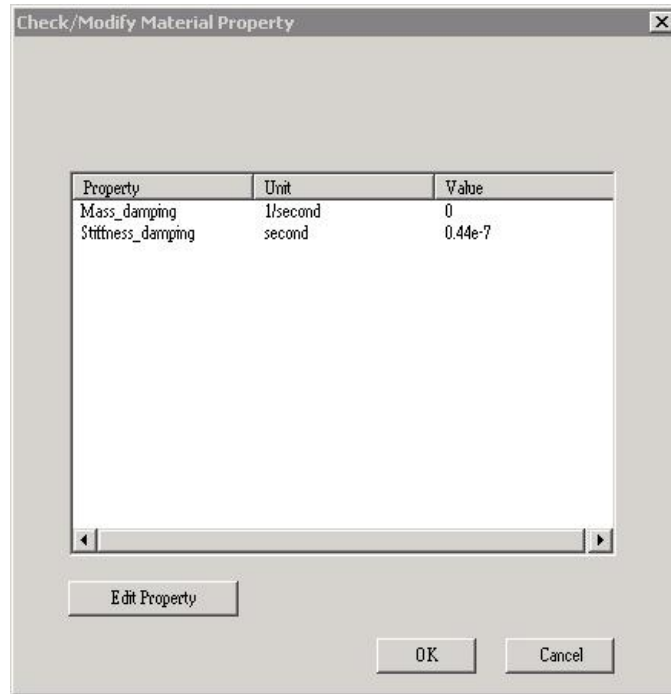 Check/Modify Material Property
Property Unit Value
Mass_damping 1/second 0
Stiffness_damping second 0.44e-7
Edit Property
OK Cancel